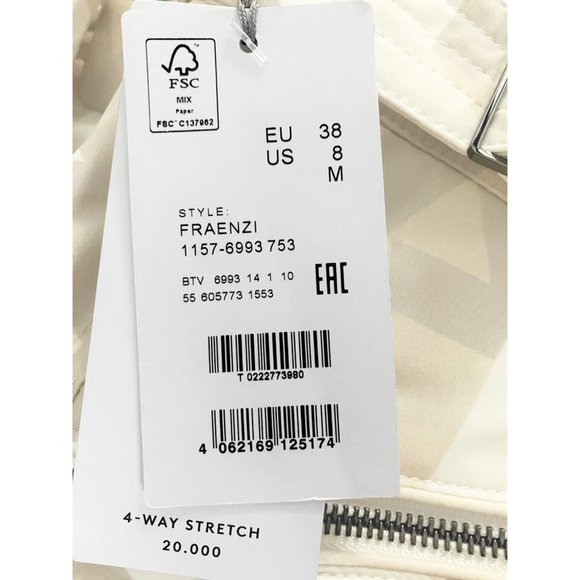 FSC
MIX
Paper
FSC® C137962
EU 38
US 8
M
STYLE:
FRAENZI
1157-6993 753
BTV 6993 14 1 10
55 605773 1553
EAC
T 0222773980
4 062169 125174
4-WAY STRETCH
20.000